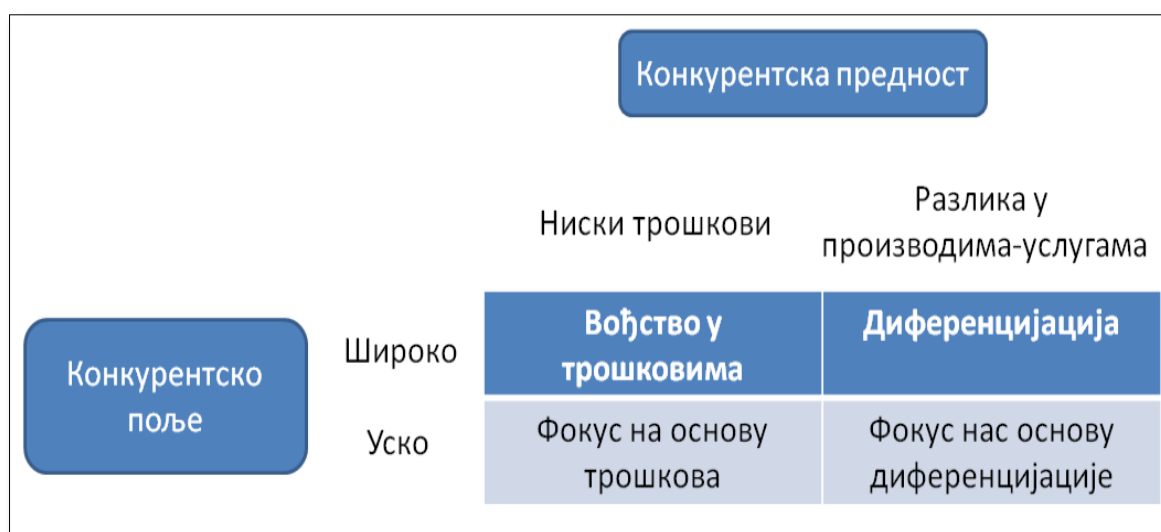 Конкурентска предност
Ниски трошкови
Разлика у
производима-услугама
Конкурентско
поље
Широко
Вођство у
трошковима
Диференцијација
Уско
Фокус на основу
трошкова
Фокус нас основу
диференцијације